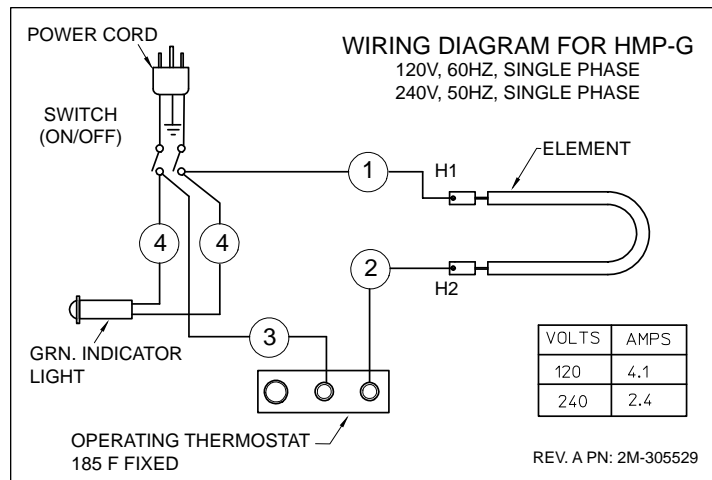 POWER CORD
WIRING DIAGRAM FOR HMP-G
120V, 60HZ, SINGLE PHASE
240V, 50HZ, SINGLE PHASE
SWITCH
(ON/OFF)
ELEMENT
1
H1
4
4
2
H2
3
GRN. INDICATOR
LIGHT
VOLTS AMPS
120 4.1
240 2.4
OPERATING THERMOSTAT
185 F FIXED
REV. A PN: 2M-305529